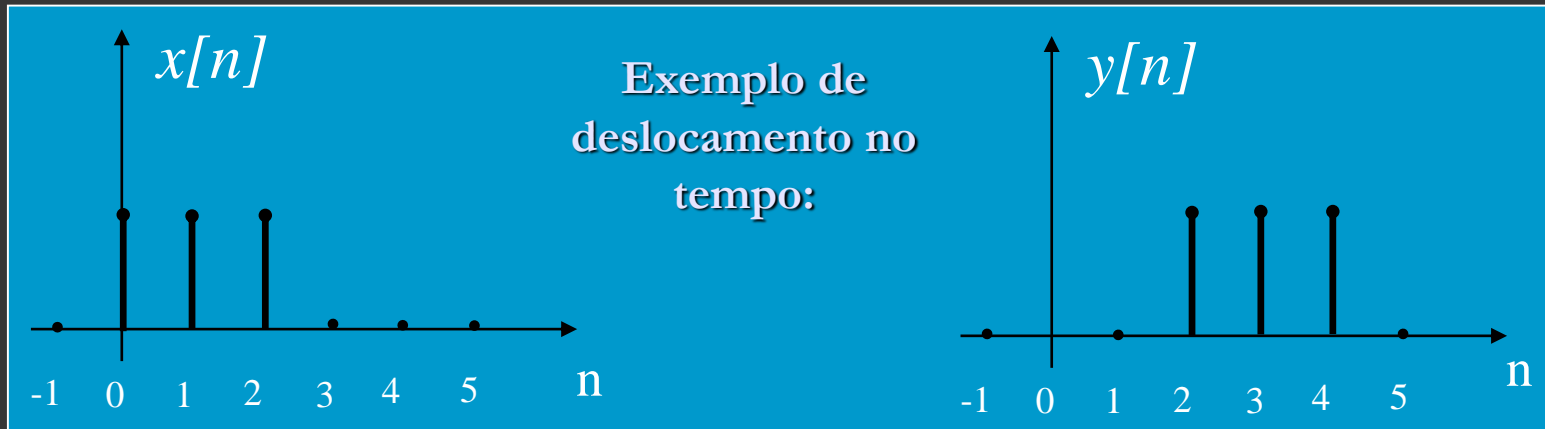 x[n]
Exemplo de
deslocamento no
tempo:
y[n]
-1 0 1 2 3 4 5 n
-1 0 1 2 3 4 5 n